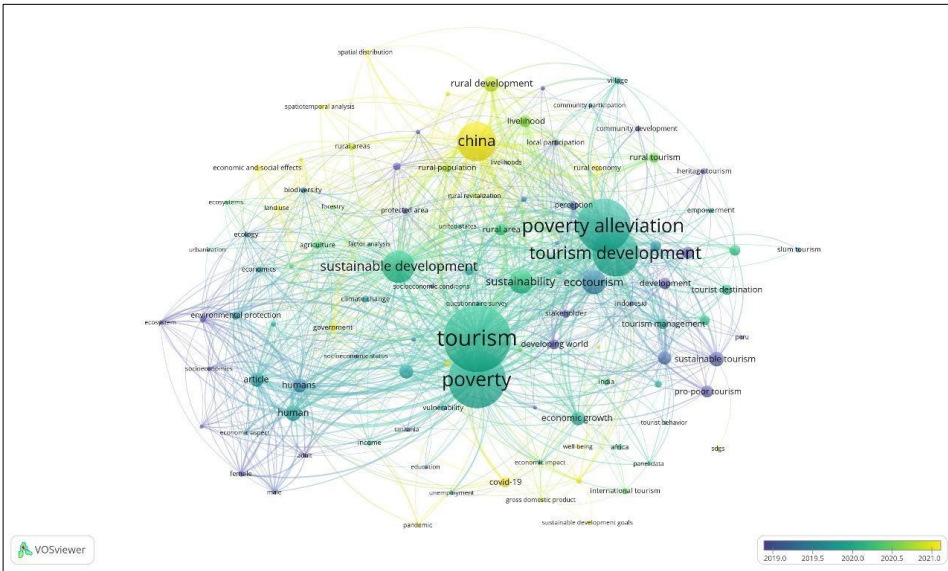 spatial distribution
rural development
village
spatiotemporal analysis
community participation
livelihood
community development
china
local participation
rural areas
livelihoods
rural tourism
economic and social effects
rural population
rural economy
heritage tourism
biodiversity
rural revitalization
ecosystems
land use
forestry
protected area
perception
empowerment
ecology
united states
rural area
poverty alleviation
urbanization
agriculture
factor analysis
tourism development
slum tourism
economics
sustainable development
socioeconomic conditions
sustainability
ecotourism
development
tourist destination
climate change
questionnaire survey
indonesia
ecosystem
environmental protection
government
stakeholder
tourism management
tourism
developing world
peru
socioeconomic status
sustainable tourism
socioeconomics
article
humans
poverty
india
pro-poor tourism
human
vulnerability
economic growth
tourist behavior
economic aspect
tanzania
income
well-being
africa
sdgs
adult
education
economic impact
panel data
female
male
covid-19
unemployment
gross domestic product
international tourism
pandemic
sustainable development goals
VOSviewer
2019.0 2019.5 2020.0 2020.5 2021.0